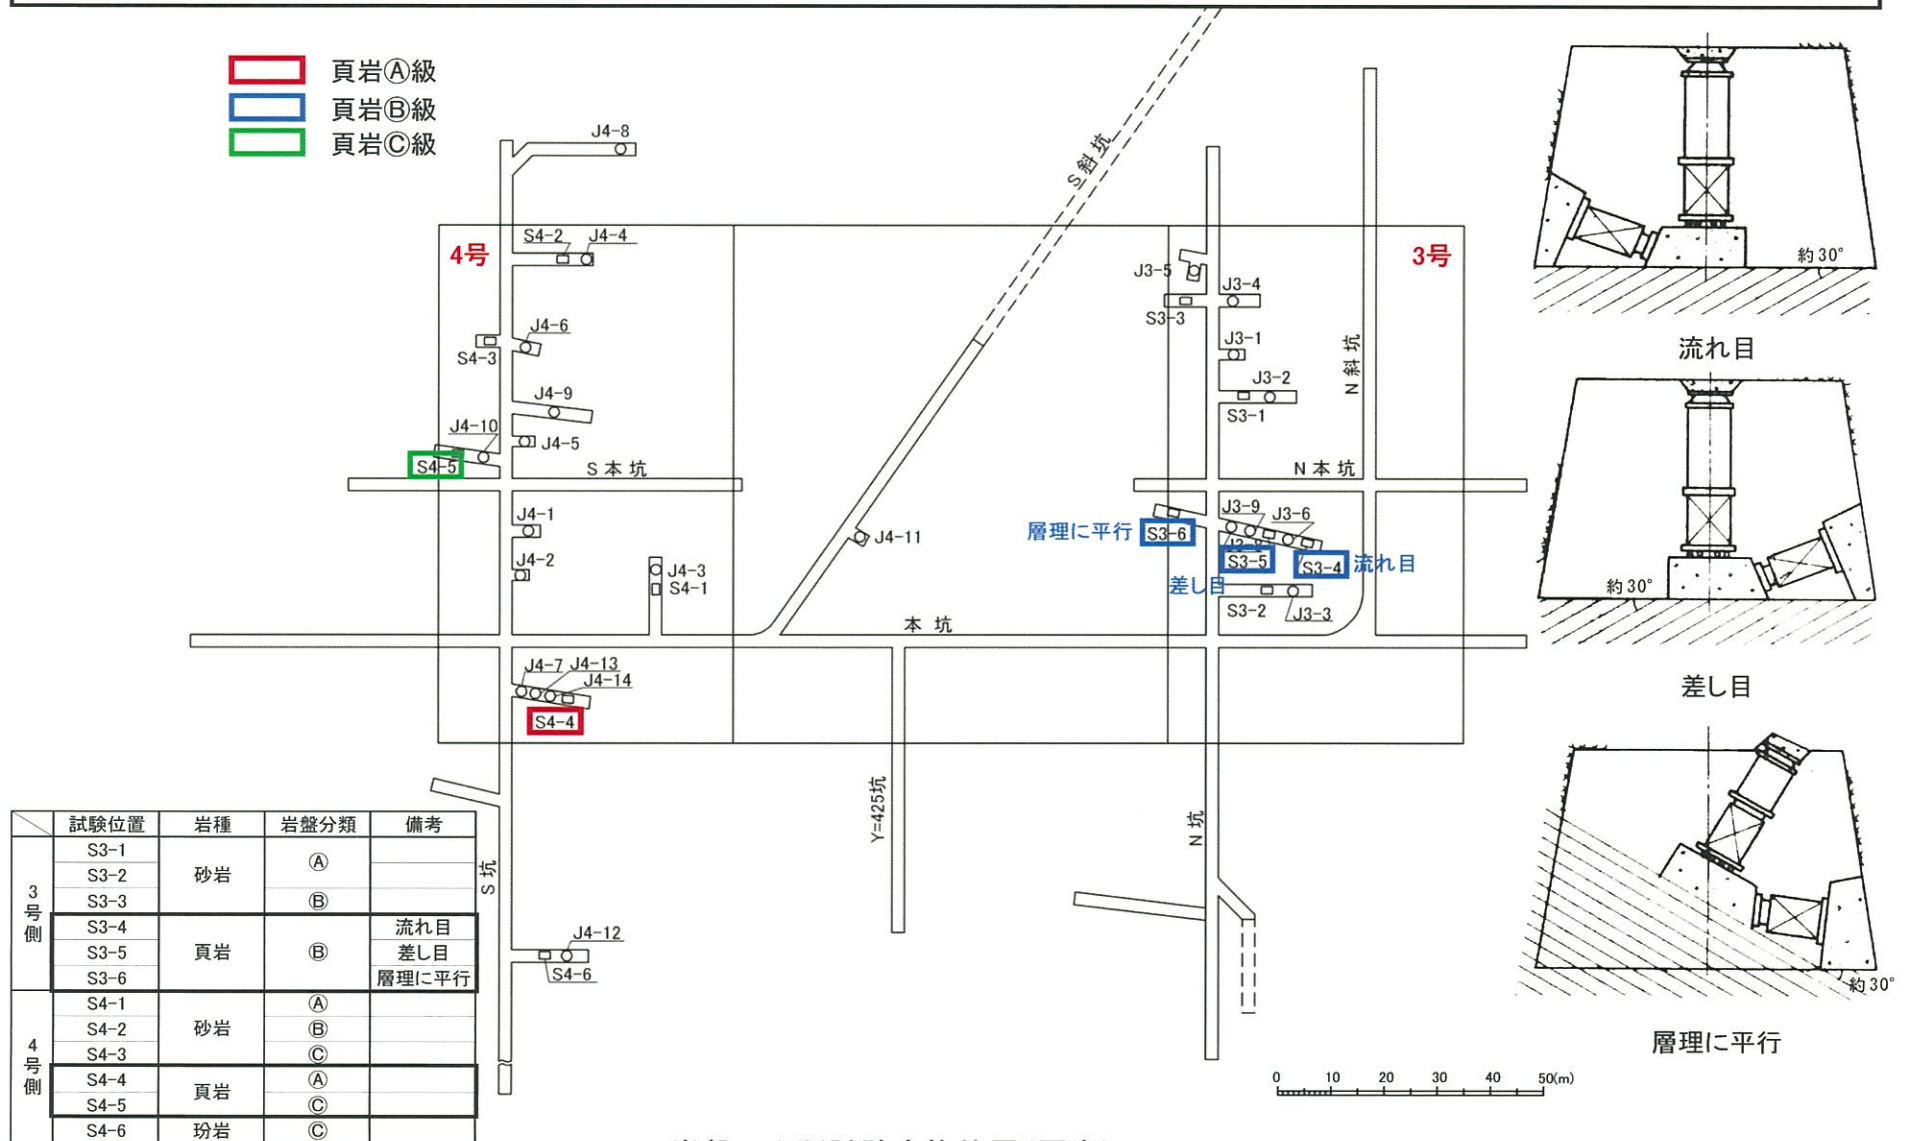 頁岩Ⓐ級
頁岩Ⓑ級
頁岩Ⓒ級
J4-8
S斜坑
4号
S4-2
J4-4
3号
J3-5
J3-4
S3-3
J4-6
S4-3
J3-1
N斜坑
J3-2
S3-1
J4-9
J4-10
J4-5
S4-5
S本坑
N本坑
J4-1
J4-11
J3-9
J3-6
層理に平行
S3-6
S3-5
S3-4
流れ目
差し目
J4-2
J4-3
S4-1
S3-2
J3-3
本坑
J4-7
J4-13
J4-14
S4-4
Y=425坑
N坑
S坑
J4-12
S4-6
約30°
流れ目
約30°
差し目
約30°
層理に平行
0 10 20 30 40 50(m)
試験位置 岩種 岩盤分類 備考
3号側
S3-1 砂岩 Ⓐ
S3-2
S3-3 Ⓑ
S3-4 頁岩 Ⓑ 流れ目
S3-5 差し目
S3-6 層理に平行
4号側
S4-1 砂岩 Ⓐ
S4-2 Ⓑ
S4-3 Ⓒ
S4-4 頁岩 Ⓐ
S4-5 Ⓒ
S4-6 玢岩 Ⓒ